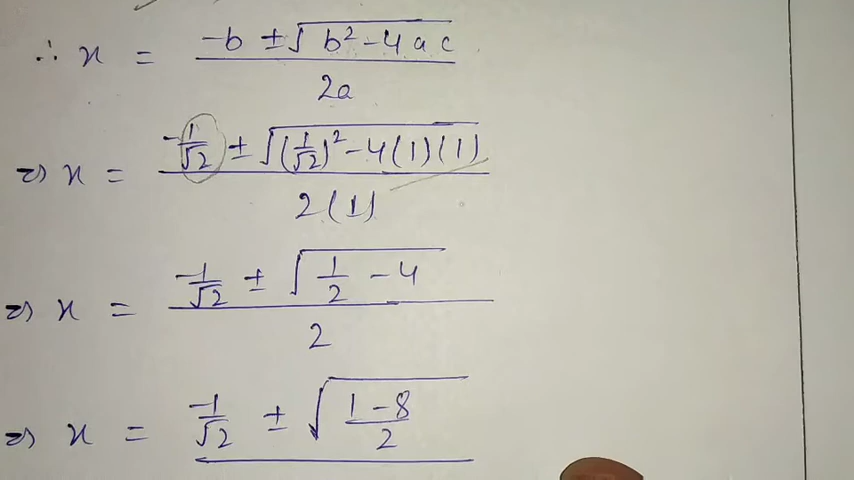 ∴ x = (-b ± √(b² - 4ac)) / 2a
⇒ x = (-1/√2 ± √((1/√2)² - 4(1)(1))) / 2(1)
⇒ x = (-1/√2 ± √(1/2 - 4)) / 2
⇒ x = -1/√2 ± √((1-8)/2)